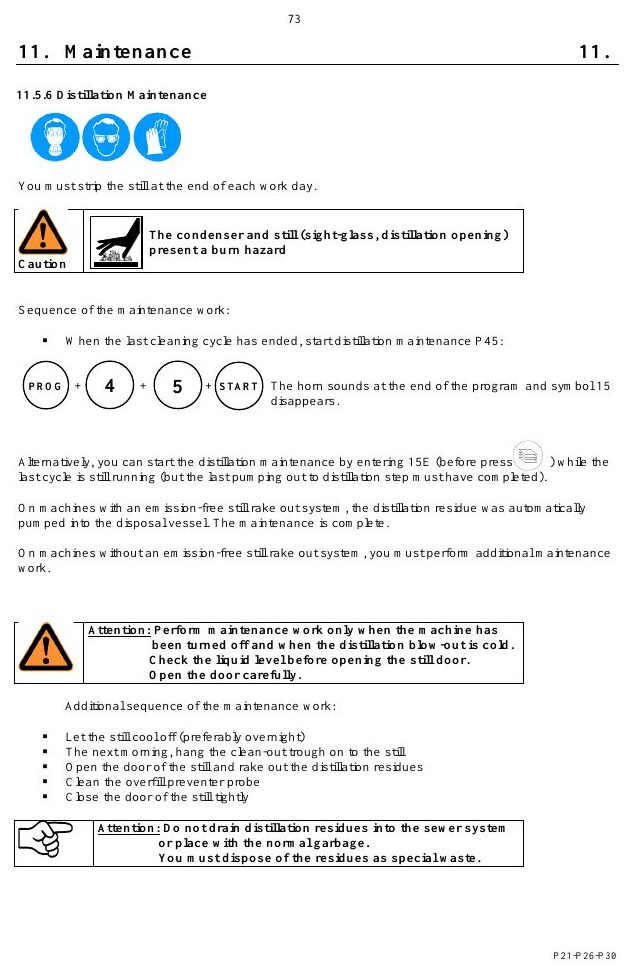 73
11. Maintenance 11.
11.5.6 Distillation Maintenance
You must strip the still at the end of each work day.
The condenser and still (sight-glass, distillation opening)
present a burn hazard
Caution
Sequence of the maintenance work:
▪ When the last cleaning cycle has ended, start distillation maintenance P45:
PROG + 4 + 5 + START The horn sounds at the end of the program and symbol 15
disappears.
Alternatively, you can start the distillation maintenance by entering 15E (before press ) while the
last cycle is still running (but the last pumping out to distillation step must have completed).
On machines with an emission-free still rake out system, the distillation residue was automatically
pumped into the disposal vessel. The maintenance is complete.
On machines without an emission-free still rake out system, you must perform additional maintenance
work.
Attention: Perform maintenance work only when the machine has
been turned off and when the distillation blow-out is cold.
Check the liquid level before opening the still door.
Open the door carefully.
Additional sequence of the maintenance work:
▪ Let the still cool off (preferably overnight)
▪ The next morning, hang the clean-out trough on to the still
▪ Open the door of the still and rake out the distillation residues
▪ Clean the overfill preventer probe
▪ Close the door of the still tightly
Attention: Do not drain distillation residues into the sewer system
or place with the normal garbage.
You must dispose of the residues as special waste.
P21-P26-P30